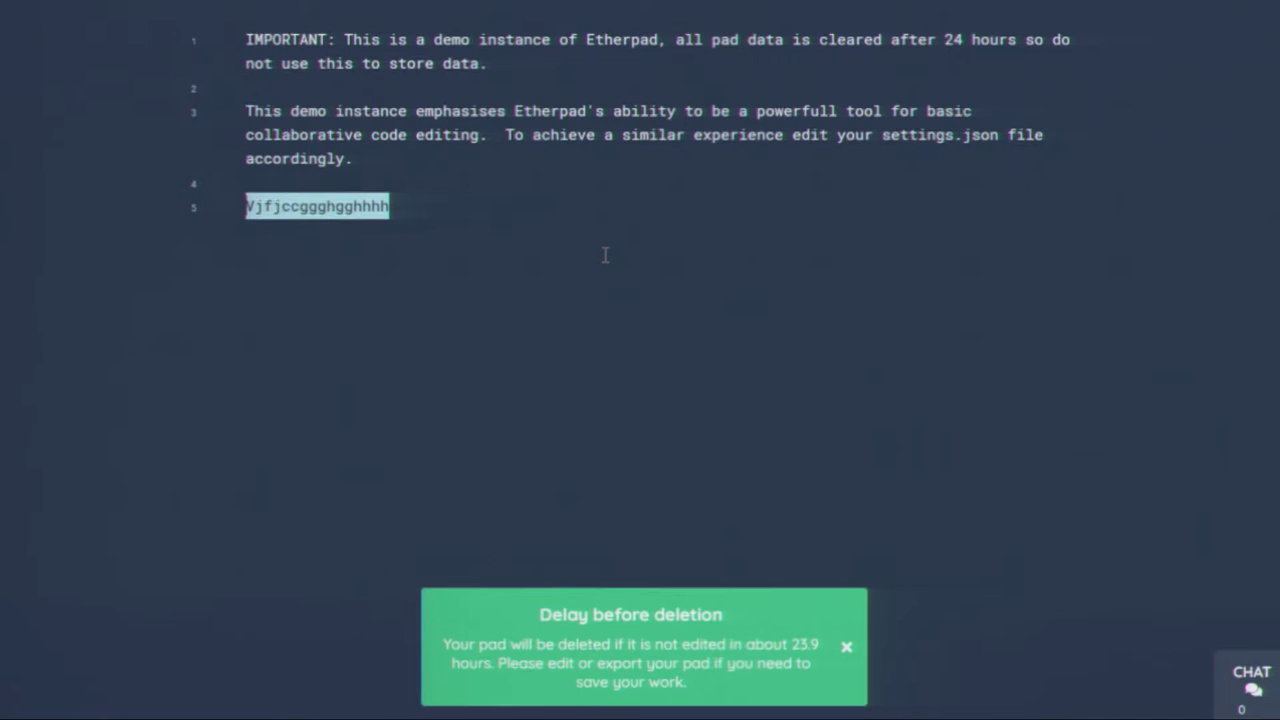 1 IMPORTANT: This is a demo instance of Etherpad, all pad data is cleared after 24 hours so do
not use this to store data.
2
3 This demo instance emphasises Etherpad's ability to be a powerfull tool for basic
collaborative code editing.  To achieve a similar experience edit your settings.json file
accordingly.
4
5 Vjfjccggghgghhhh
Delay before deletion
Your pad will be deleted if it is not edited in about 23.9
hours. Please edit or export your pad if you need to
save your work.
CHAT
0